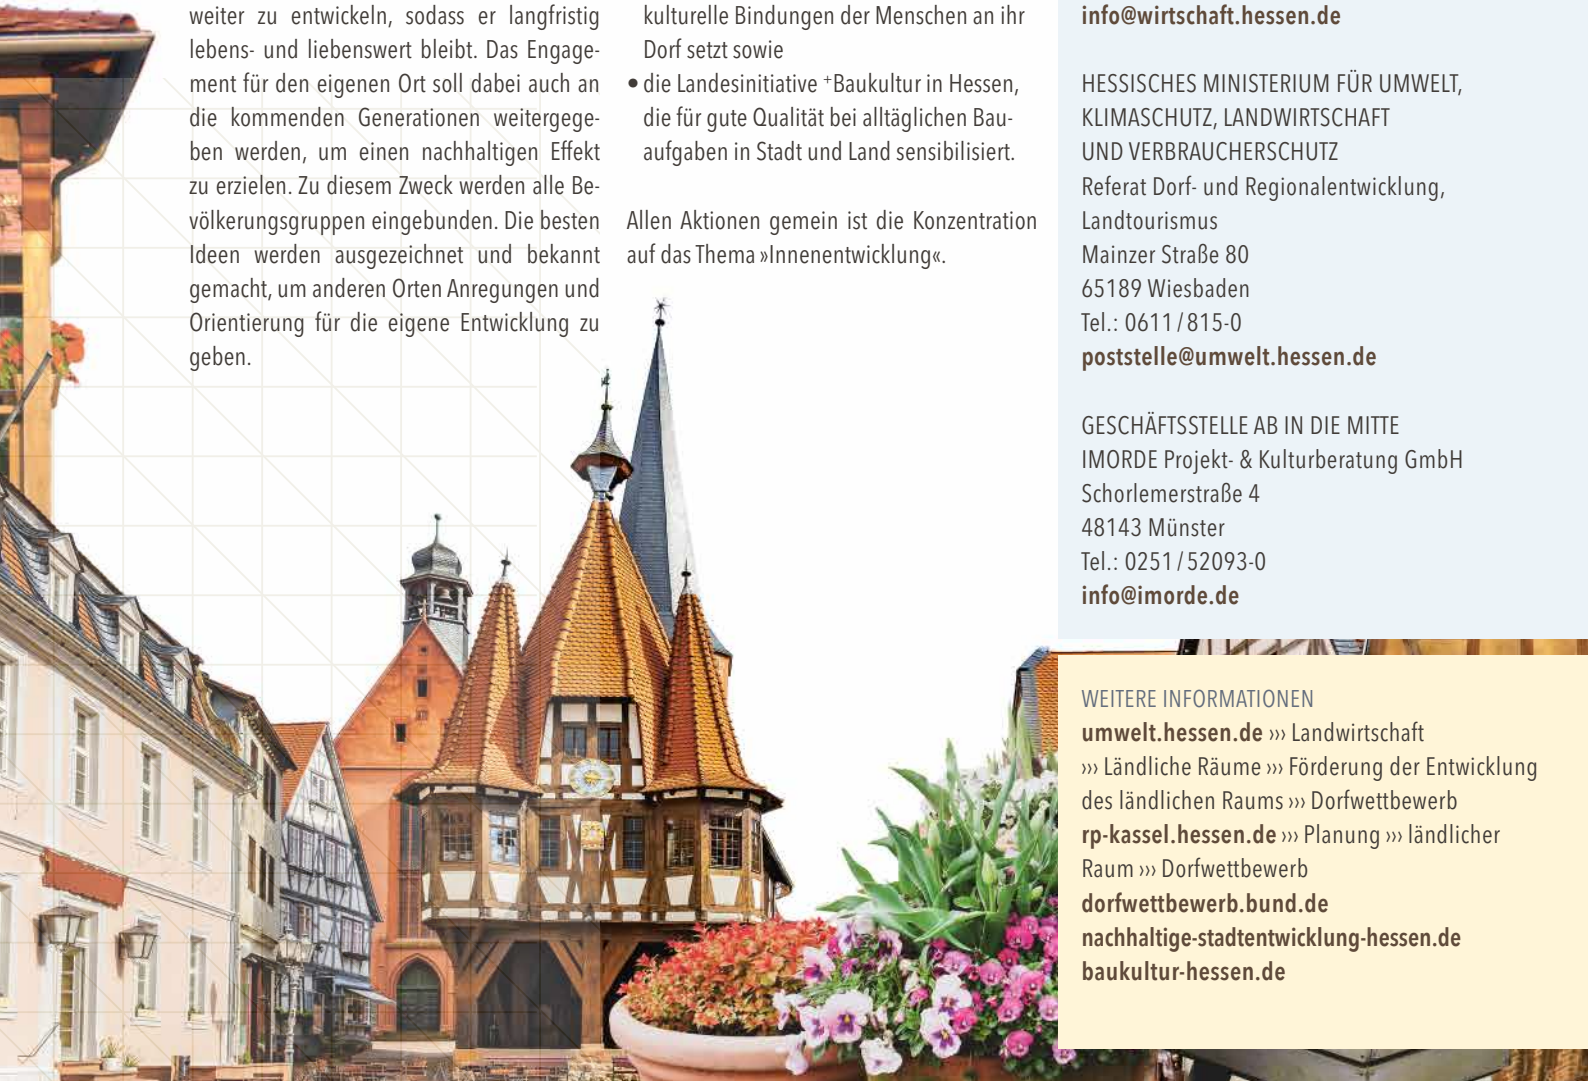 weiter zu entwickeln, sodass er langfristig
lebens- und liebenswert bleibt. Das Engage-
ment für den eigenen Ort soll dabei auch an
die kommenden Generationen weitergege-
ben werden, um einen nachhaltigen Effekt
zu erzielen. Zu diesem Zweck werden alle Be-
völkerungsgruppen eingebunden. Die besten
Ideen werden ausgezeichnet und bekannt
gemacht, um anderen Orten Anregungen und
Orientierung für die eigene Entwicklung zu
geben.
kulturelle Bindungen der Menschen an ihr
Dorf setzt sowie
• die Landesinitiative +Baukultur in Hessen,
die für gute Qualität bei alltäglichen Bau-
aufgaben in Stadt und Land sensibilisiert.
Allen Aktionen gemein ist die Konzentration
auf das Thema »Innenentwicklung«.
info@wirtschaft.hessen.de
HESSISCHES MINISTERIUM FÜR UMWELT,
KLIMASCHUTZ, LANDWIRTSCHAFT
UND VERBRAUCHERSCHUTZ
Referat Dorf- und Regionalentwicklung,
Landtourismus
Mainzer Straße 80
65189 Wiesbaden
Tel.: 0611 / 815-0
poststelle@umwelt.hessen.de
GESCHÄFTSSTELLE AB IN DIE MITTE
IMORDE Projekt- & Kulturberatung GmbH
Schorlemerstraße 4
48143 Münster
Tel.: 0251 / 52093-0
info@imorde.de
WEITERE INFORMATIONEN
umwelt.hessen.de ››› Landwirtschaft
››› Ländliche Räume ››› Förderung der Entwicklung
des ländlichen Raums ››› Dorfwettbewerb
rp-kassel.hessen.de ››› Planung ››› ländlicher
Raum ››› Dorfwettbewerb
dorfwettbewerb.bund.de
nachhaltige-stadtentwicklung-hessen.de
baukultur-hessen.de